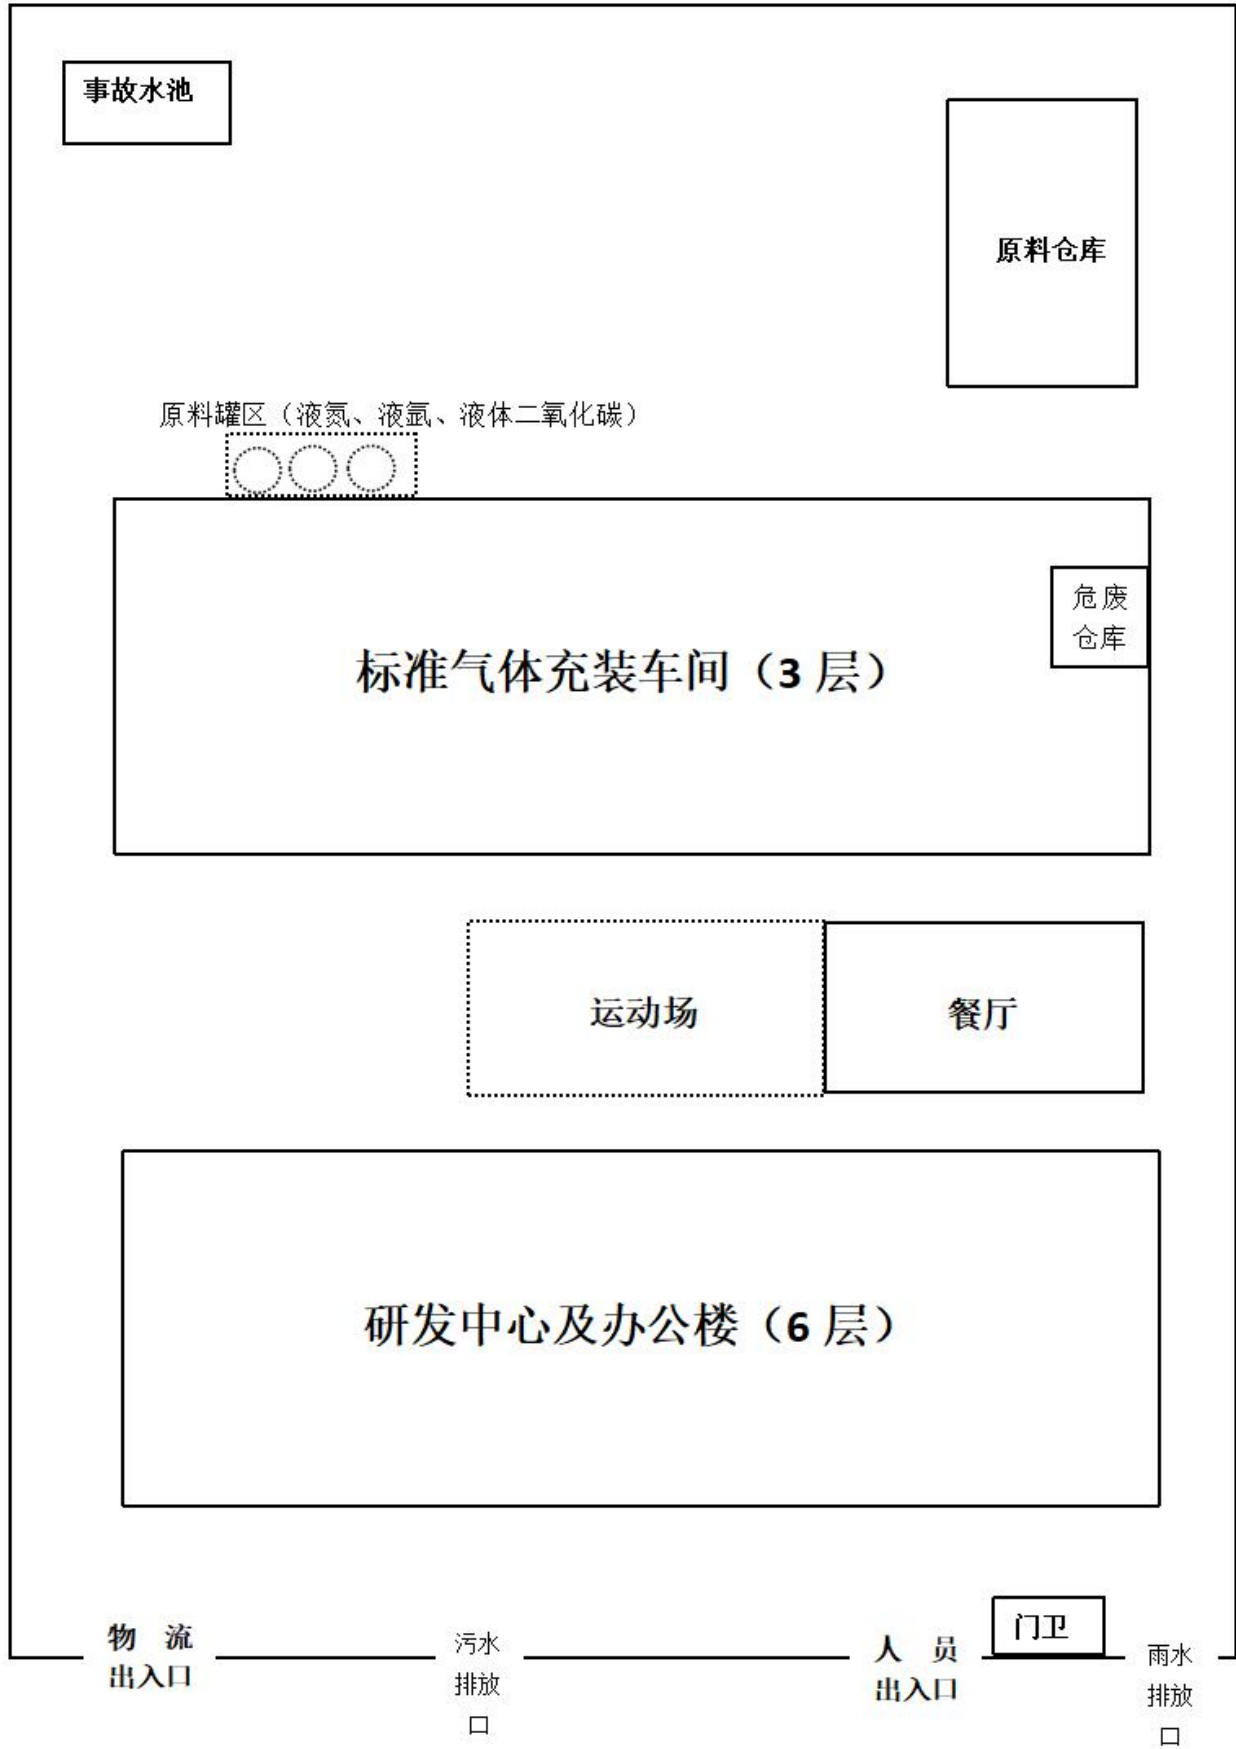 事故水池
原料仓库
原料罐区（液氮、液氩、液体二氧化碳）
危废
仓库
标准气体充装车间（3 层）
运动场
餐厅
研发中心及办公楼（6 层）
物 流
出入口
污水
排放
口
人 员
出入口
门卫
雨水
排放
口